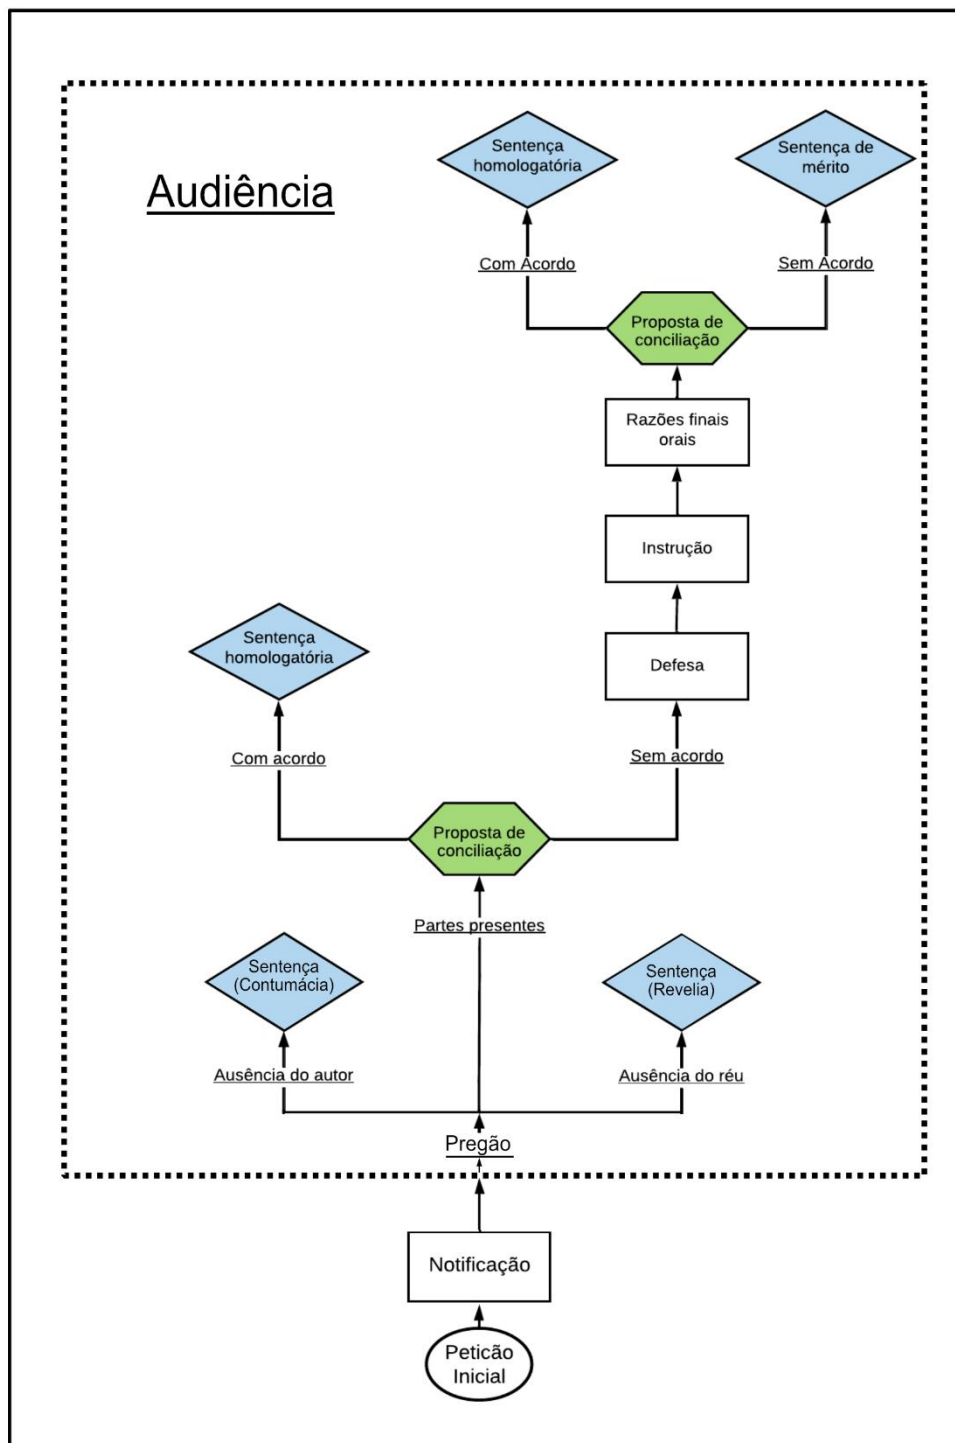 Sentença
homologatória
Sentença de
mérito
Audiência
Com Acordo
Sem Acordo
Proposta de
conciliação
Razões finais
orais
Instrução
Sentença
homologatória
Defesa
Com acordo
Sem acordo
Proposta de
conciliação
Partes presentes
Sentença
(Contumácia)
Sentença
(Revelia)
Ausência do autor
Ausência do réu
Pregão
Notificação
Peticão
Inicial